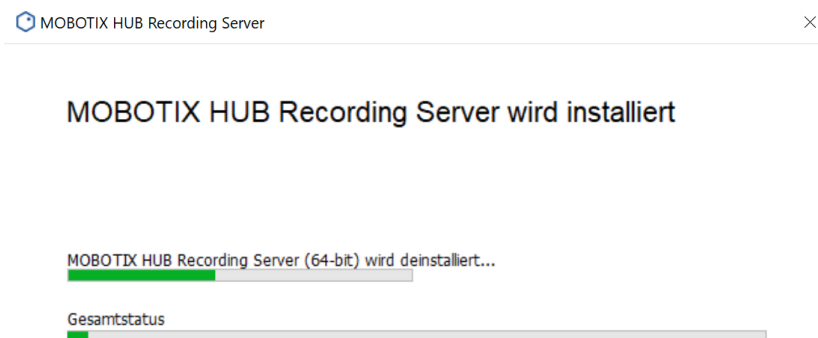 MOBOTIX HUB Recording Server
MOBOTIX HUB Recording Server wird installiert
MOBOTIX HUB Recording Server (64-bit) wird deinstalliert...
Gesamtstatus